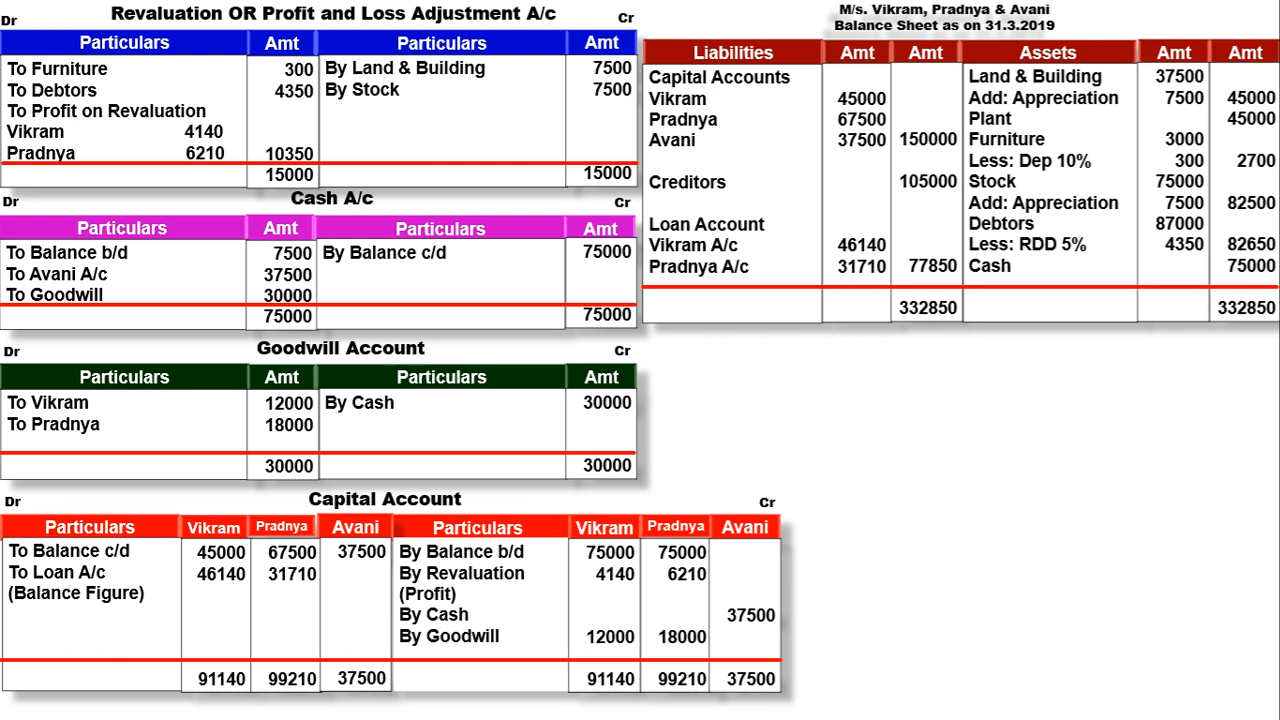 Revaluation OR Profit and Loss Adjustment A/c
Dr Cr
Particulars Amt Particulars Amt
To Furniture 300 By Land & Building 7500
To Debtors 4350 By Stock 7500
To Profit on Revaluation
Vikram 4140
Pradnya 6210 10350
15000 15000
Cash A/c
Dr Cr
Particulars Amt Particulars Amt
To Balance b/d 7500 By Balance c/d 75000
To Avani A/c 37500
To Goodwill 30000
75000 75000
Goodwill Account
Dr Cr
Particulars Amt Particulars Amt
To Vikram 12000 By Cash 30000
To Pradnya 18000
30000 30000
Capital Account
Dr Cr
Particulars Vikram Pradnya Avani Particulars Vikram Pradnya Avani
To Balance c/d 45000 67500 37500 By Balance b/d 75000 75000
To Loan A/c 46140 31710 By Revaluation 4140 6210
(Balance Figure) (Profit)
By Cash 37500
By Goodwill 12000 18000
91140 99210 37500 91140 99210 37500
M/s. Vikram, Pradnya & Avani
Balance Sheet as on 31.3.2019
Liabilities Amt Amt Assets Amt Amt
Capital Accounts Land & Building 37500
Vikram 45000 Add: Appreciation 7500 45000
Pradnya 67500 Plant 45000
Avani 37500 150000 Furniture 3000
Less: Dep 10% 300 2700
Creditors 105000 Stock 75000
Add: Appreciation 7500 82500
Loan Account Debtors 87000
Vikram A/c 46140 Less: RDD 5% 4350 82650
Pradnya A/c 31710 77850 Cash 75000
332850 332850